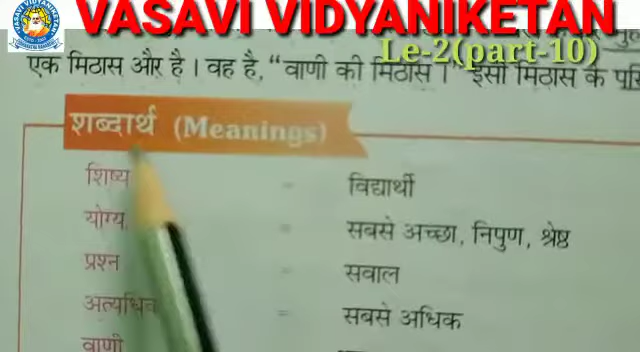 VASAVI VIDYANIKETAN
Le-2(part-10)
एक मिठास और है । वह है, “वाणी की मिठास ।” इसी मिठास के
शब्दार्थ (Meanings)
शिष्य - विद्यार्थी
योग्य - सबसे अच्छा, निपुण, श्रेष्ठ
प्रश्न - सवाल
अत्यधिक - सबसे अधिक
वाणी